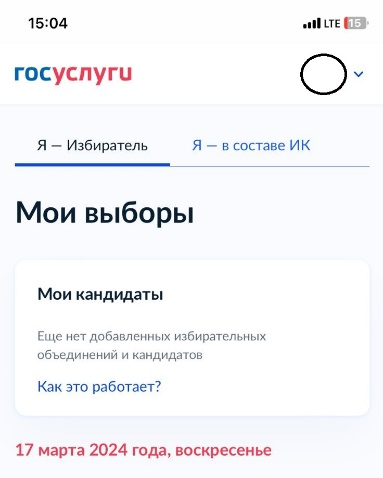 15:04 LTE 15
госуслуги
Я — Избиратель Я — в составе ИК
Мои выборы
Мои кандидаты
Еще нет добавленных избирательных
объединений и кандидатов
Как это работает?
17 марта 2024 года, воскресенье